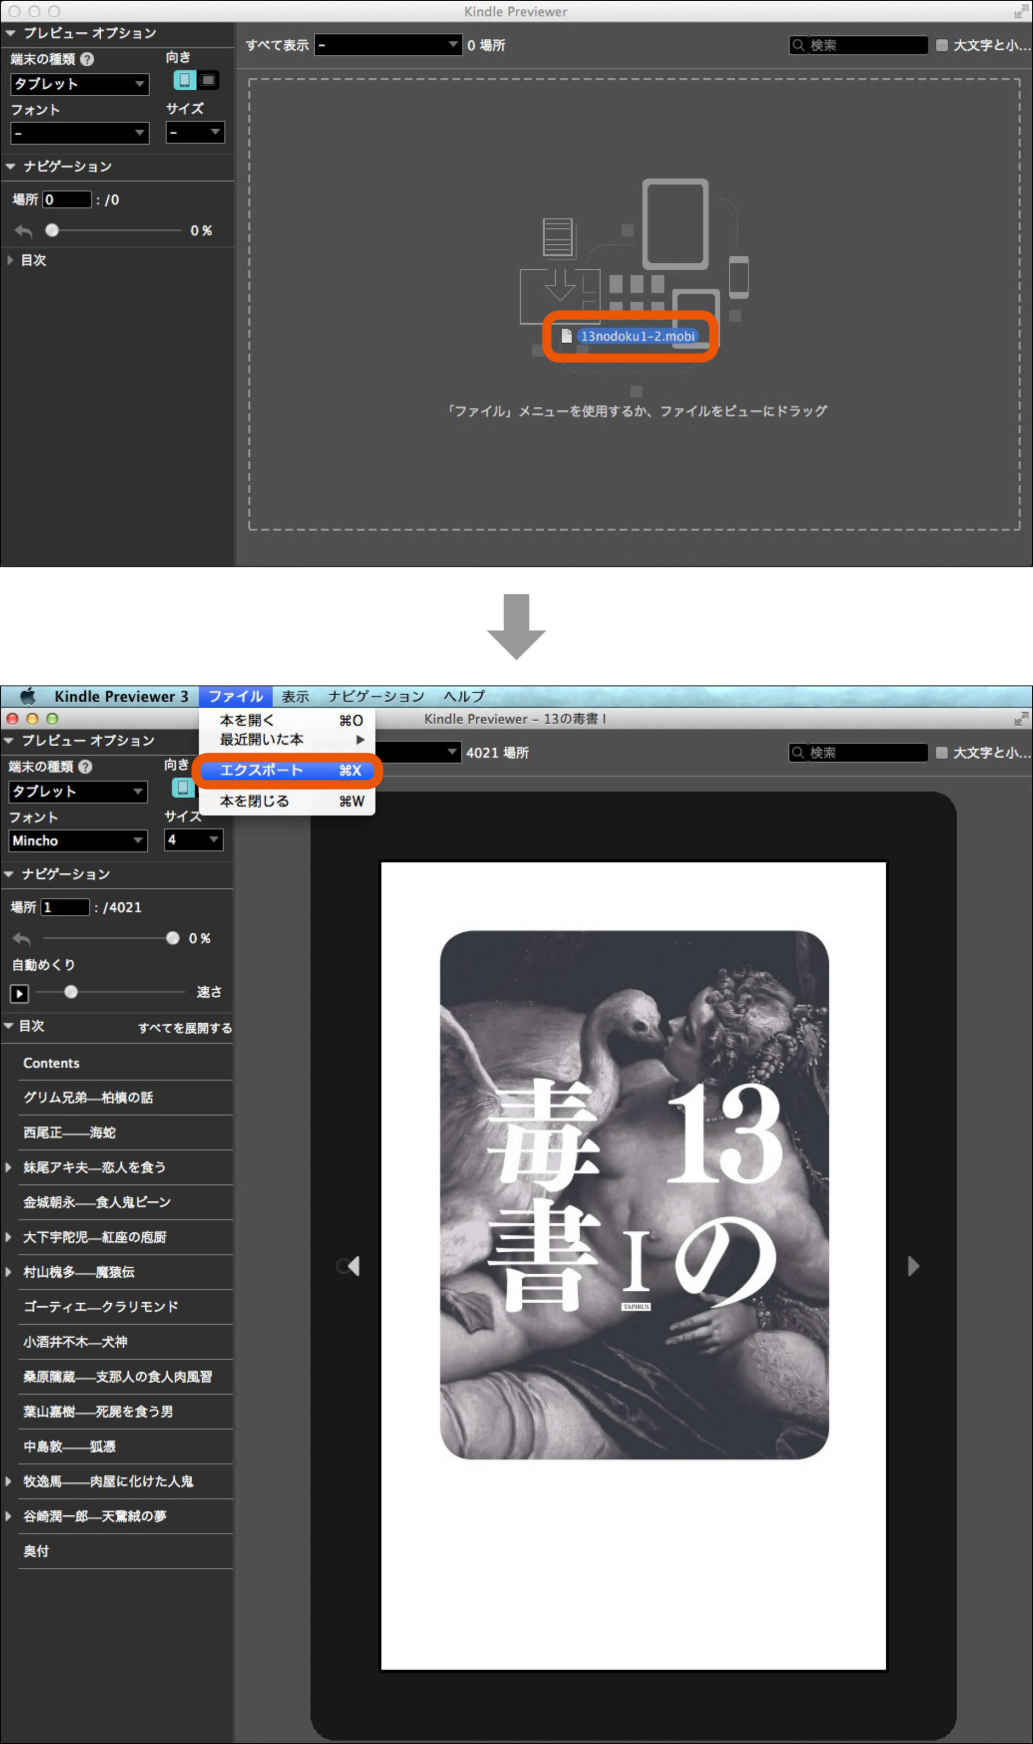 Kindle Previewer
プレビュー オプション
端末の種類 ?
向き
タブレット
フォント
サイズ
–
–
ナビゲーション
場所 0 : /0
0 %
目次
すべて表示 – 0 場所
検索
大文字と小...
13nodoku1-2.mobi
「ファイル」メニューを使用するか、ファイルをビューにドラッグ
Kindle Previewer 3 ファイル 表示 ナビゲーション ヘルプ
Kindle Previewer – 13の毒書 I
本を開く ⌘O
最近開いた本
エクスポート ⌘X
本を閉じる ⌘W
プレビュー オプション
端末の種類 ?
向き
タブレット
フォント
サイズ
Mincho
4
ナビゲーション
場所 1 : /4021
0 %
自動めくり
速さ
目次 すべてを展開する
Contents
グリム兄弟―柏槇の話
西尾正――海蛇
妹尾アキ夫―恋人を食う
金城朝永――食人鬼ビーン
大下宇陀児―紅座の庖厨
村山槐多――魔猿伝
ゴーティエ―クラリモンド
小酒井不木―犬神
桑原隲蔵――支那人の食人肉風習
葉山嘉樹――死屍を食う男
中島敦――狐憑
牧逸馬――肉屋に化けた人鬼
谷崎潤一郎―天鵞絨の夢
奥付
4021 場所
検索
大文字と小...
13の
毒書
I
TAPIRUS